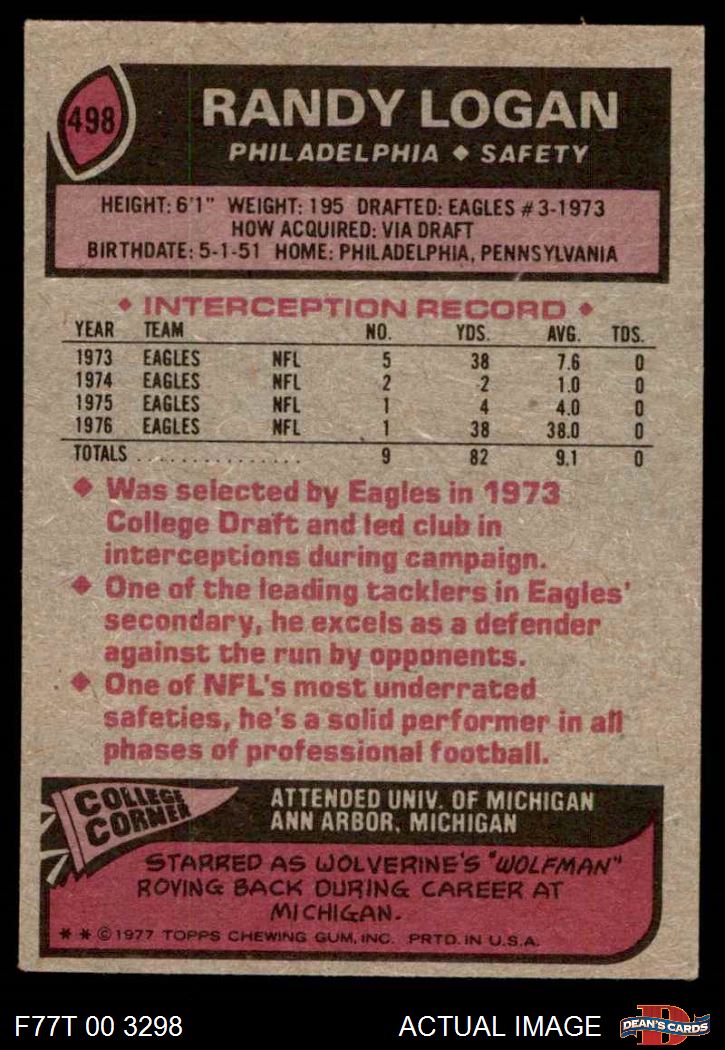 498
RANDY LOGAN
PHILADELPHIA ◆ SAFETY
HEIGHT: 6'1" WEIGHT: 195 DRAFTED: EAGLES #3-1973
HOW ACQUIRED: VIA DRAFT
BIRTHDATE: 5-1-51 HOME: PHILADELPHIA, PENNSYLVANIA
◆ INTERCEPTION RECORD ◆
YEAR TEAM NO. YDS. AVG. TDS.
1973 EAGLES NFL 5 38 7.6 0
1974 EAGLES NFL 2 2 1.0 0
1975 EAGLES NFL 1 4 4.0 0
1976 EAGLES NFL 1 38 38.0 0
TOTALS ................ 9 82 9.1 0
◆ Was selected by Eagles in 1973
College Draft and led club in
interceptions during campaign.
◆ One of the leading tacklers in Eagles'
secondary, he excels as a defender
against the run by opponents.
◆ One of NFL's most underrated
safeties, he's a solid performer in all
phases of professional football.
COLLEGE
CORNER
ATTENDED UNIV. OF MICHIGAN
ANN ARBOR, MICHIGAN
STARRED AS WOLVERINE'S "WOLFMAN"
ROVING BACK DURING CAREER AT
MICHIGAN.
* * ©1977 TOPPS CHEWING GUM, INC. PRTD. IN U.S.A.
F77T 00 3298
ACTUAL IMAGE
D
DEAN'S CARDS